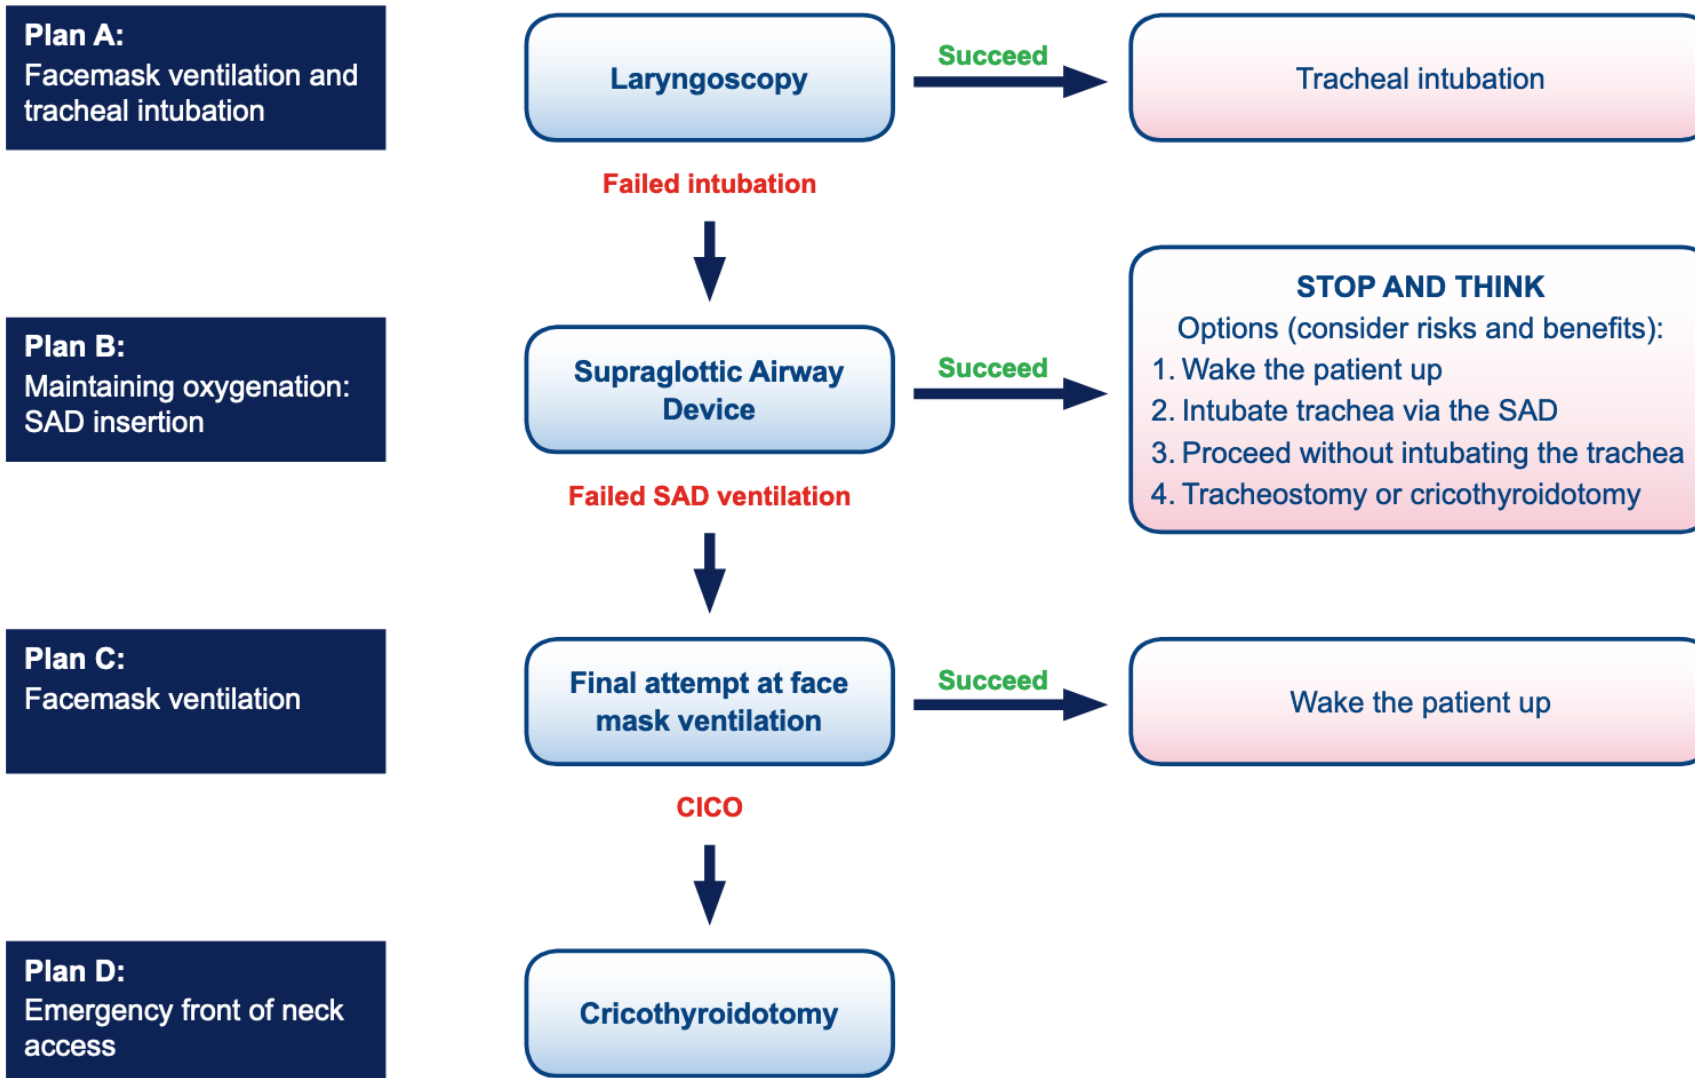 Plan A:
Facemask ventilation and
tracheal intubation
Laryngoscopy
Succeed
Tracheal intubation
Failed intubation
Plan B:
Maintaining oxygenation:
SAD insertion
Supraglottic Airway
Device
Succeed
STOP AND THINK
Options (consider risks and benefits):
1. Wake the patient up
2. Intubate trachea via the SAD
3. Proceed without intubating the trachea
4. Tracheostomy or cricothyroidotomy
Failed SAD ventilation
Plan C:
Facemask ventilation
Final attempt at face
mask ventilation
Succeed
Wake the patient up
CICO
Plan D:
Emergency front of neck
access
Cricothyroidotomy